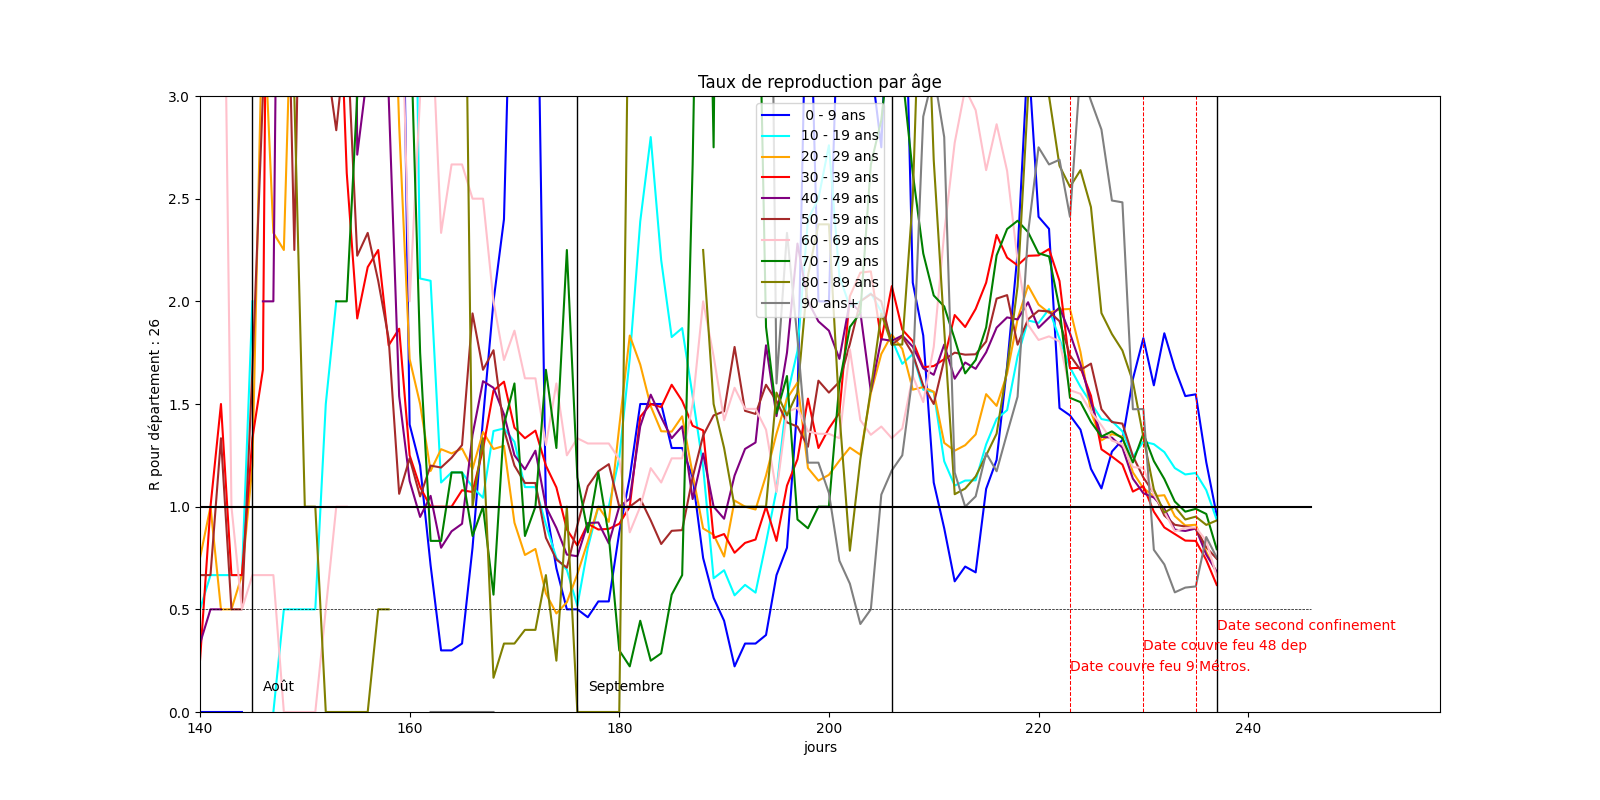 Taux de reproduction par âge
3.0
2.5
2.0
1.5
1.0
0.5
0.0
R pour département : 26
0 - 9 ans
10 - 19 ans
20 - 29 ans
30 - 39 ans
40 - 49 ans
50 - 59 ans
60 - 69 ans
70 - 79 ans
80 - 89 ans
90 ans+
Date second confinement
Date couvre feu 48 dep
Date couvre feu 9 Métros.
Août
Septembre
140
160
180
200
220
240
jours